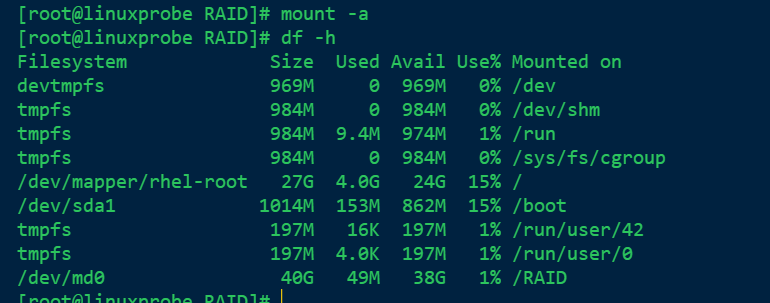 [root@linuxprobe RAID]# mount -a
[root@linuxprobe RAID]# df -h
Filesystem             Size  Used Avail Use% Mounted on
devtmpfs               969M     0  969M   0% /dev
tmpfs                  984M     0  984M   0% /dev/shm
tmpfs                  984M  9.4M  974M   1% /run
tmpfs                  984M     0  984M   0% /sys/fs/cgroup
/dev/mapper/rhel-root   27G  4.0G   24G  15% /
/dev/sda1             1014M  153M  862M  15% /boot
tmpfs                  197M   16K  197M   1% /run/user/42
tmpfs                  197M  4.0K  197M   1% /run/user/0
/dev/md0                40G   49M   38G   1% /RAID
[root@linuxprobe RAID]#